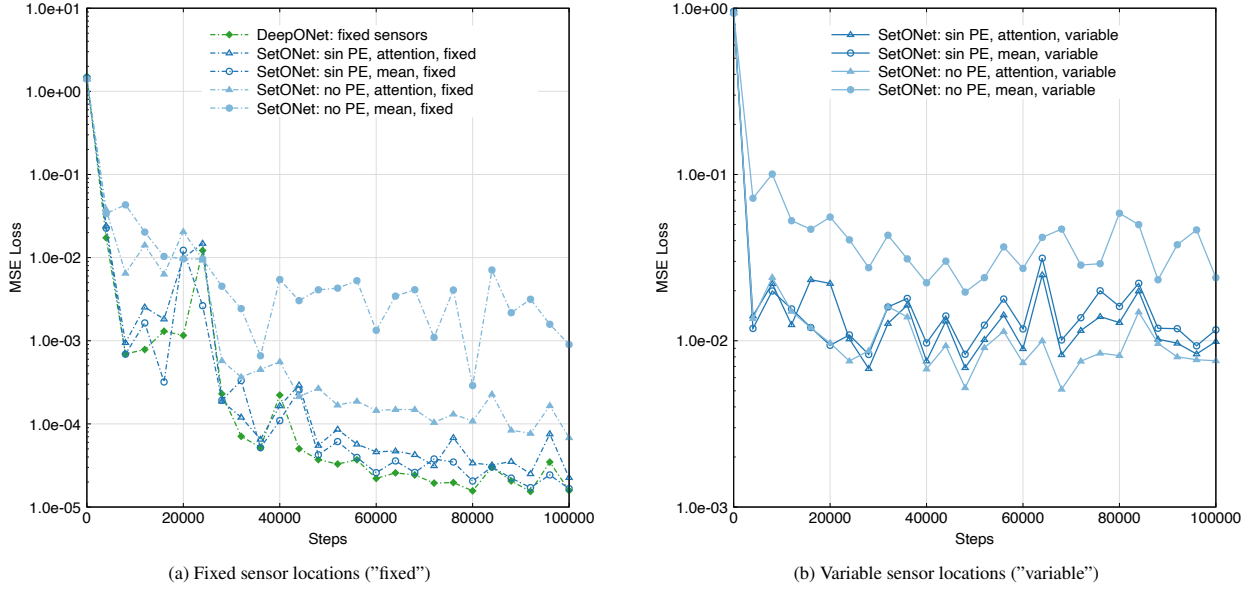 1.0e+01
1.0e+00
1.0e-01
1.0e-02
1.0e-03
1.0e-04
1.0e-05
MSE Loss
0
20000
40000
60000
80000
100000
Steps
DeepONet: fixed sensors
SetONet: sin PE, attention, fixed
SetONet: sin PE, mean, fixed
SetONet: no PE, attention, fixed
SetONet: no PE, mean, fixed
(a) Fixed sensor locations ("fixed")
1.0e+00
1.0e-01
1.0e-02
1.0e-03
MSE Loss
0
20000
40000
60000
80000
100000
Steps
SetONet: sin PE, attention, variable
SetONet: sin PE, mean, variable
SetONet: no PE, attention, variable
SetONet: no PE, mean, variable
(b) Variable sensor locations ("variable")